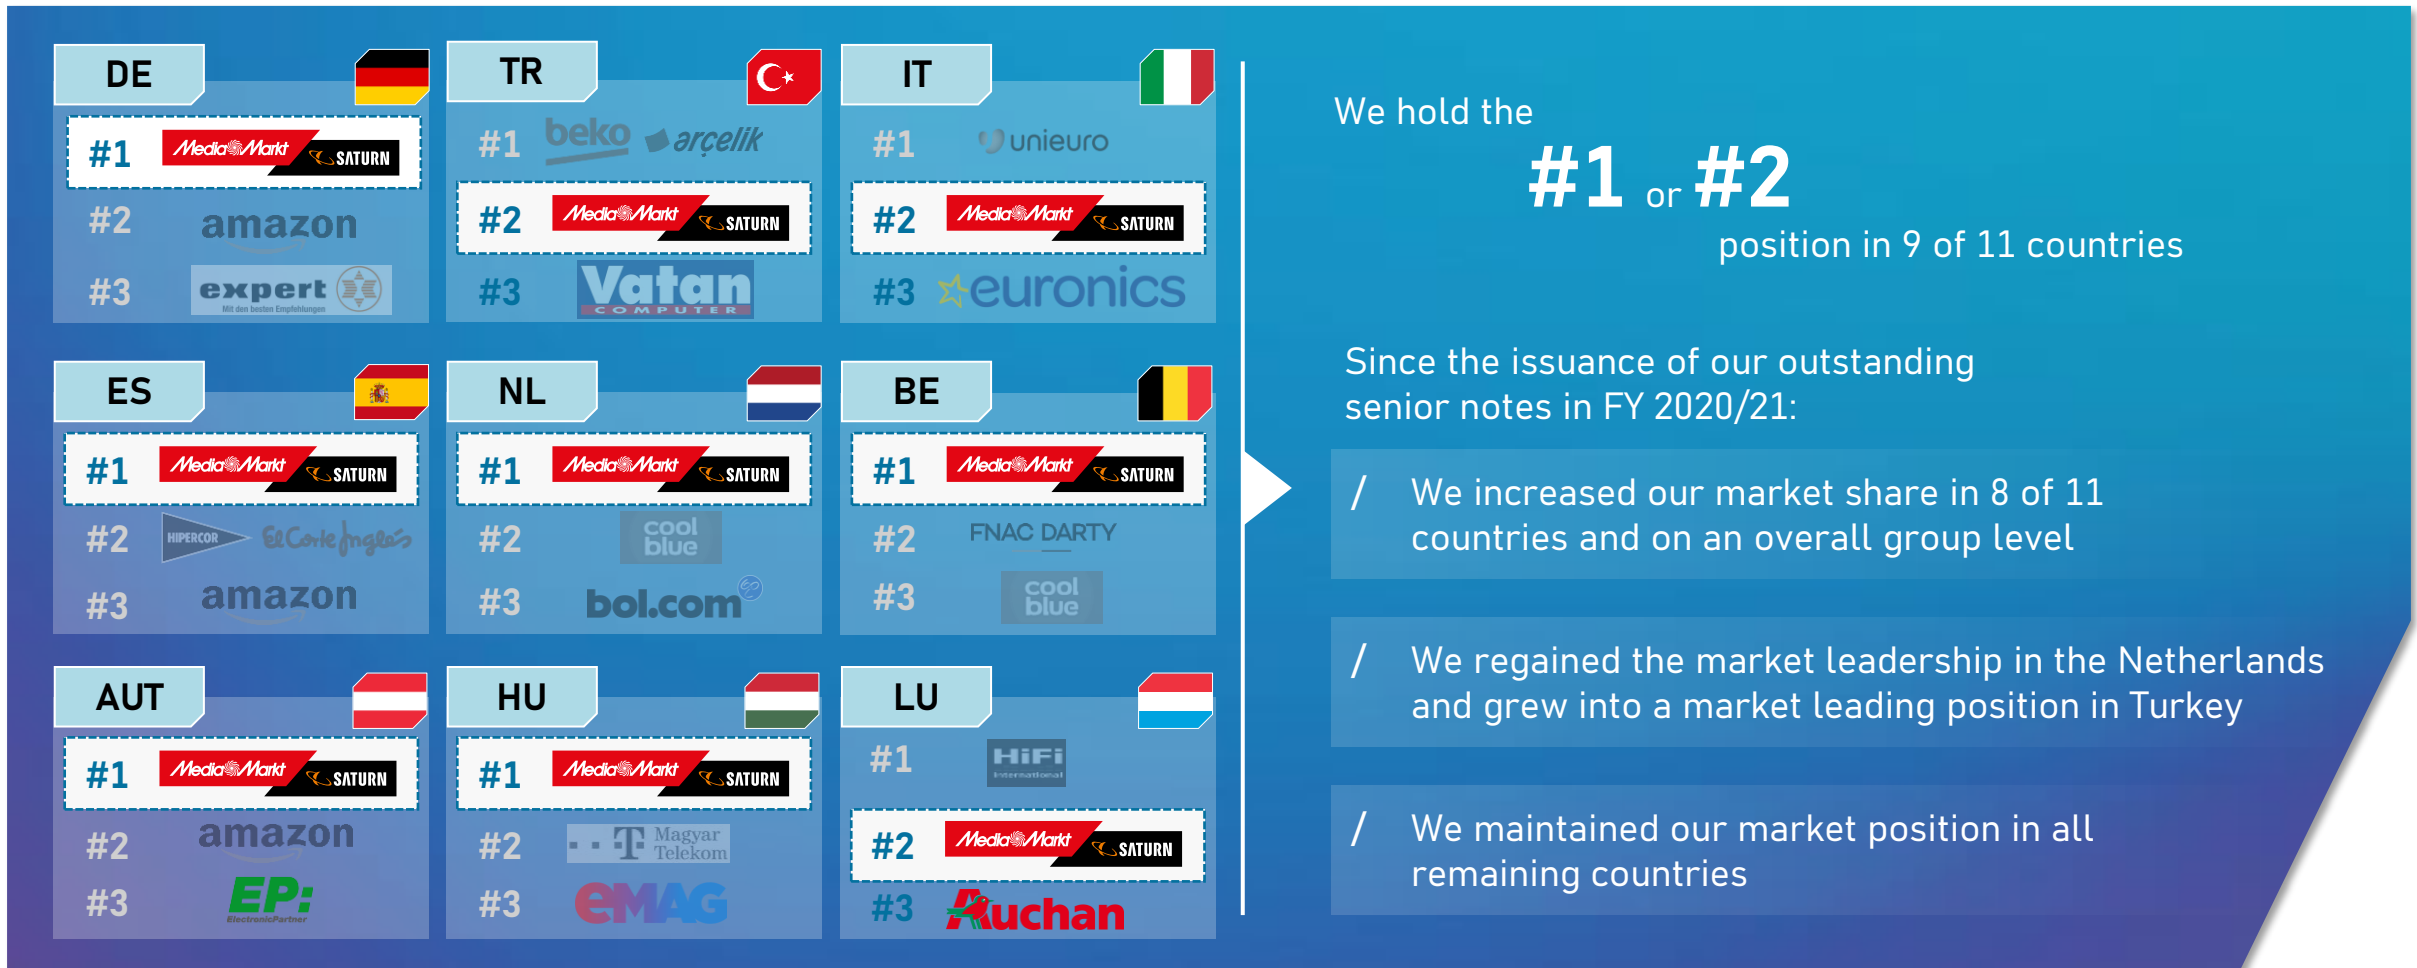 DE
#1 MediaMarkt SATURN
#2 amazon
#3 expert
Mit den besten Empfehlungen
TR
#1 beko arçelik
#2 MediaMarkt SATURN
#3 Vatan
COMPUTER
IT
#1 unieuro
#2 MediaMarkt SATURN
#3 euronics
ES
#1 MediaMarkt SATURN
#2 HIPERCOR El Corte Inglés
#3 amazon
NL
#1 MediaMarkt SATURN
#2 cool
blue
#3 bol.com
BE
#1 MediaMarkt SATURN
#2 FNAC DARTY
#3 cool
blue
AUT
#1 MediaMarkt SATURN
#2 amazon
#3 EP:
ElectronicPartner
HU
#1 MediaMarkt SATURN
#2 T Magyar
Telekom
#3 eMAG
LU
#1 HiFi
International
#2 MediaMarkt SATURN
#3 Auchan
We hold the
#1 or #2
position in 9 of 11 countries
Since the issuance of our outstanding
senior notes in FY 2020/21:
/ We increased our market share in 8 of 11
countries and on an overall group level
/ We regained the market leadership in the Netherlands
and grew into a market leading position in Turkey
/ We maintained our market position in all
remaining countries